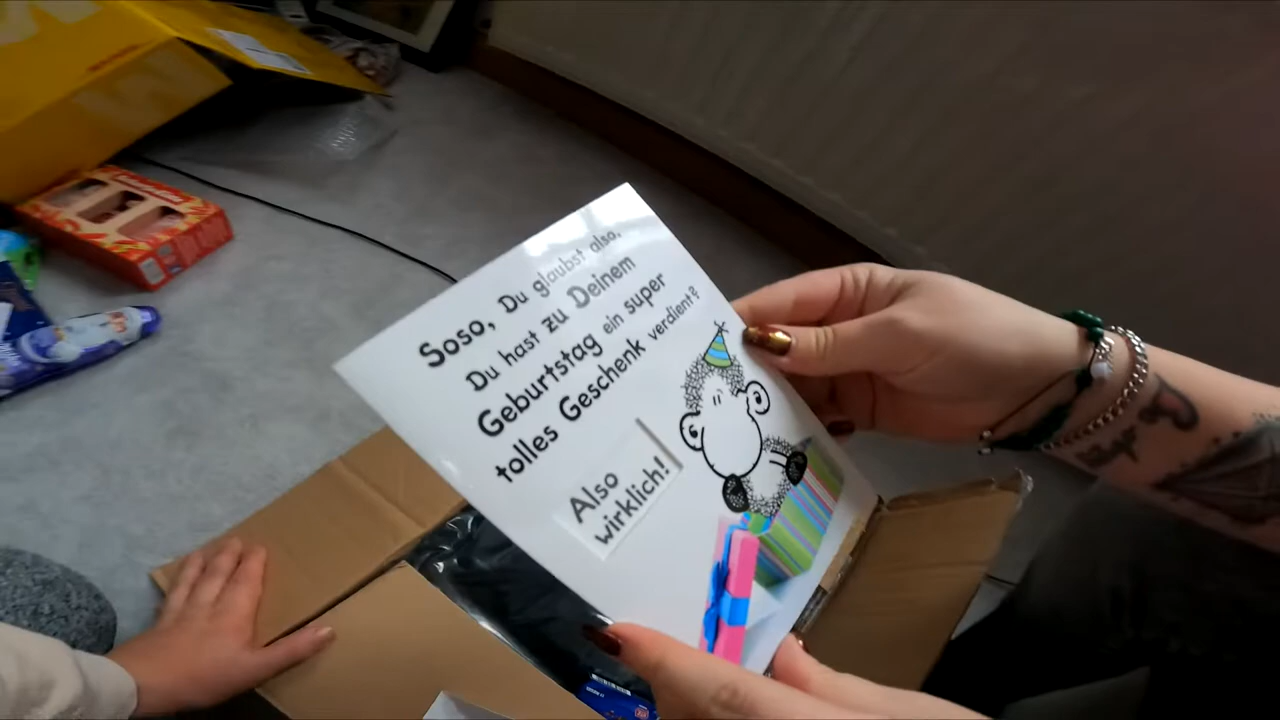 Soso, Du glaubst also,
Du hast zu Deinem
Geburtstag ein super
tolles Geschenk verdient?
Also
wirklich!